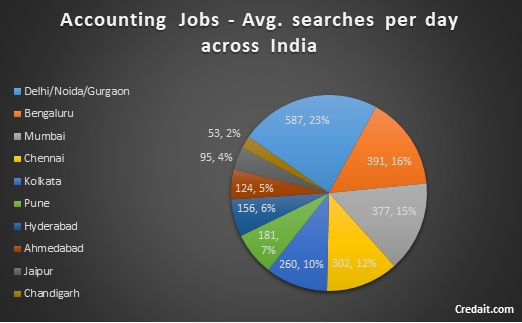 Accounting Jobs - Avg. searches per day
across India
Delhi/Noida/Gurgaon
Bengaluru
Mumbai
Chennai
Kolkata
Pune
Hyderabad
Ahmedabad
Jaipur
Chandigarh
587, 23%
391, 16%
377, 15%
302, 12%
260, 10%
181,
7%
156, 6%
124, 5%
95, 4%
53, 2%
Credait.com